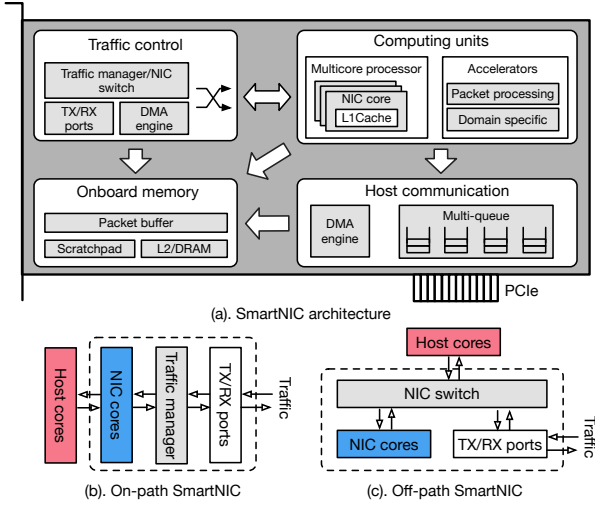 Traffic control
Traffic manager/NIC
switch
TX/RX
ports
DMA
engine
Computing units
Multicore processor
NIC core
L1Cache
Accelerators
Packet processing
Domain specific
Onboard memory
Packet buffer
Scratchpad
L2/DRAM
Host communication
DMA
engine
Multi-queue
PCIe
(a). SmartNIC architecture
Host cores
NIC cores
Traffic manager
TX/RX ports
Traffic
(b). On-path SmartNIC
Host cores
NIC switch
NIC cores
TX/RX ports
Traffic
(c). Off-path SmartNIC